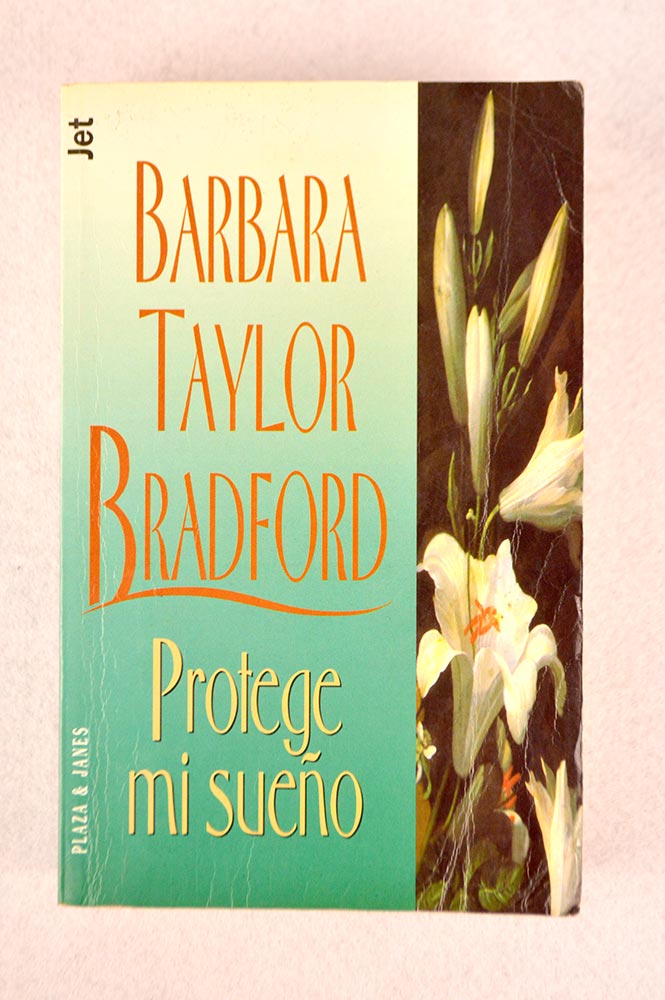 Jet
BARBARA
TAYLOR
BRADFORD
Protege
mi sueño
PLAZA & JANES